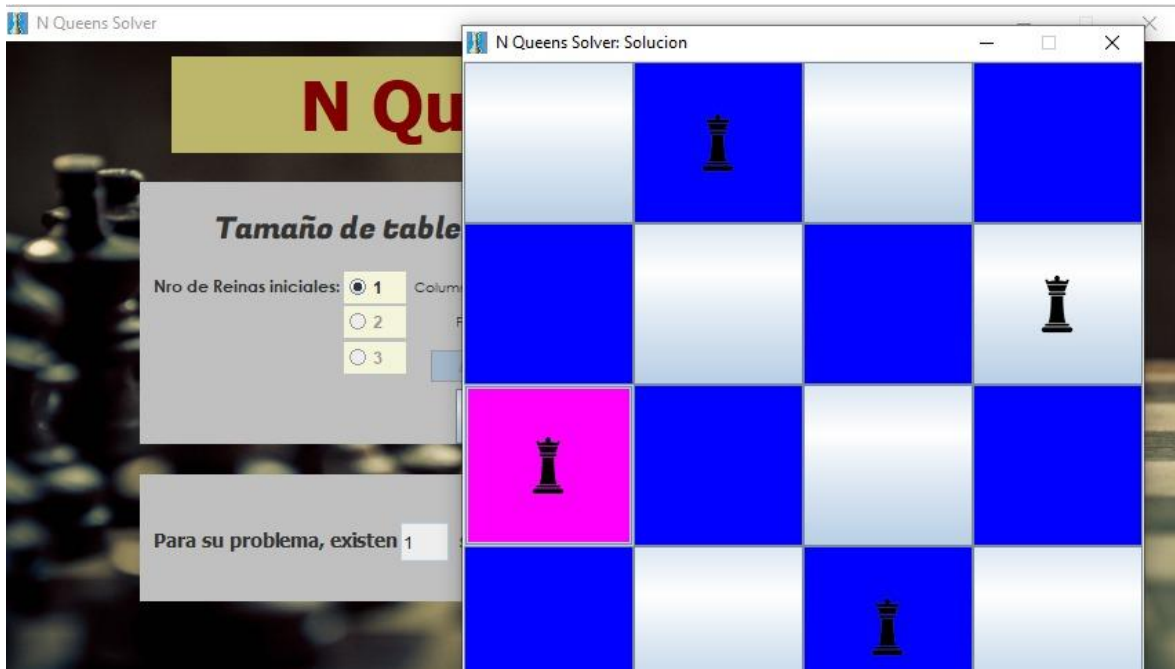 N Queens Solver
N Queens Solver: Solucion
N Qu
Tamaño de table
Nro de Reinas iniciales: 1 Colum
2
3
Para su problema, existen 1